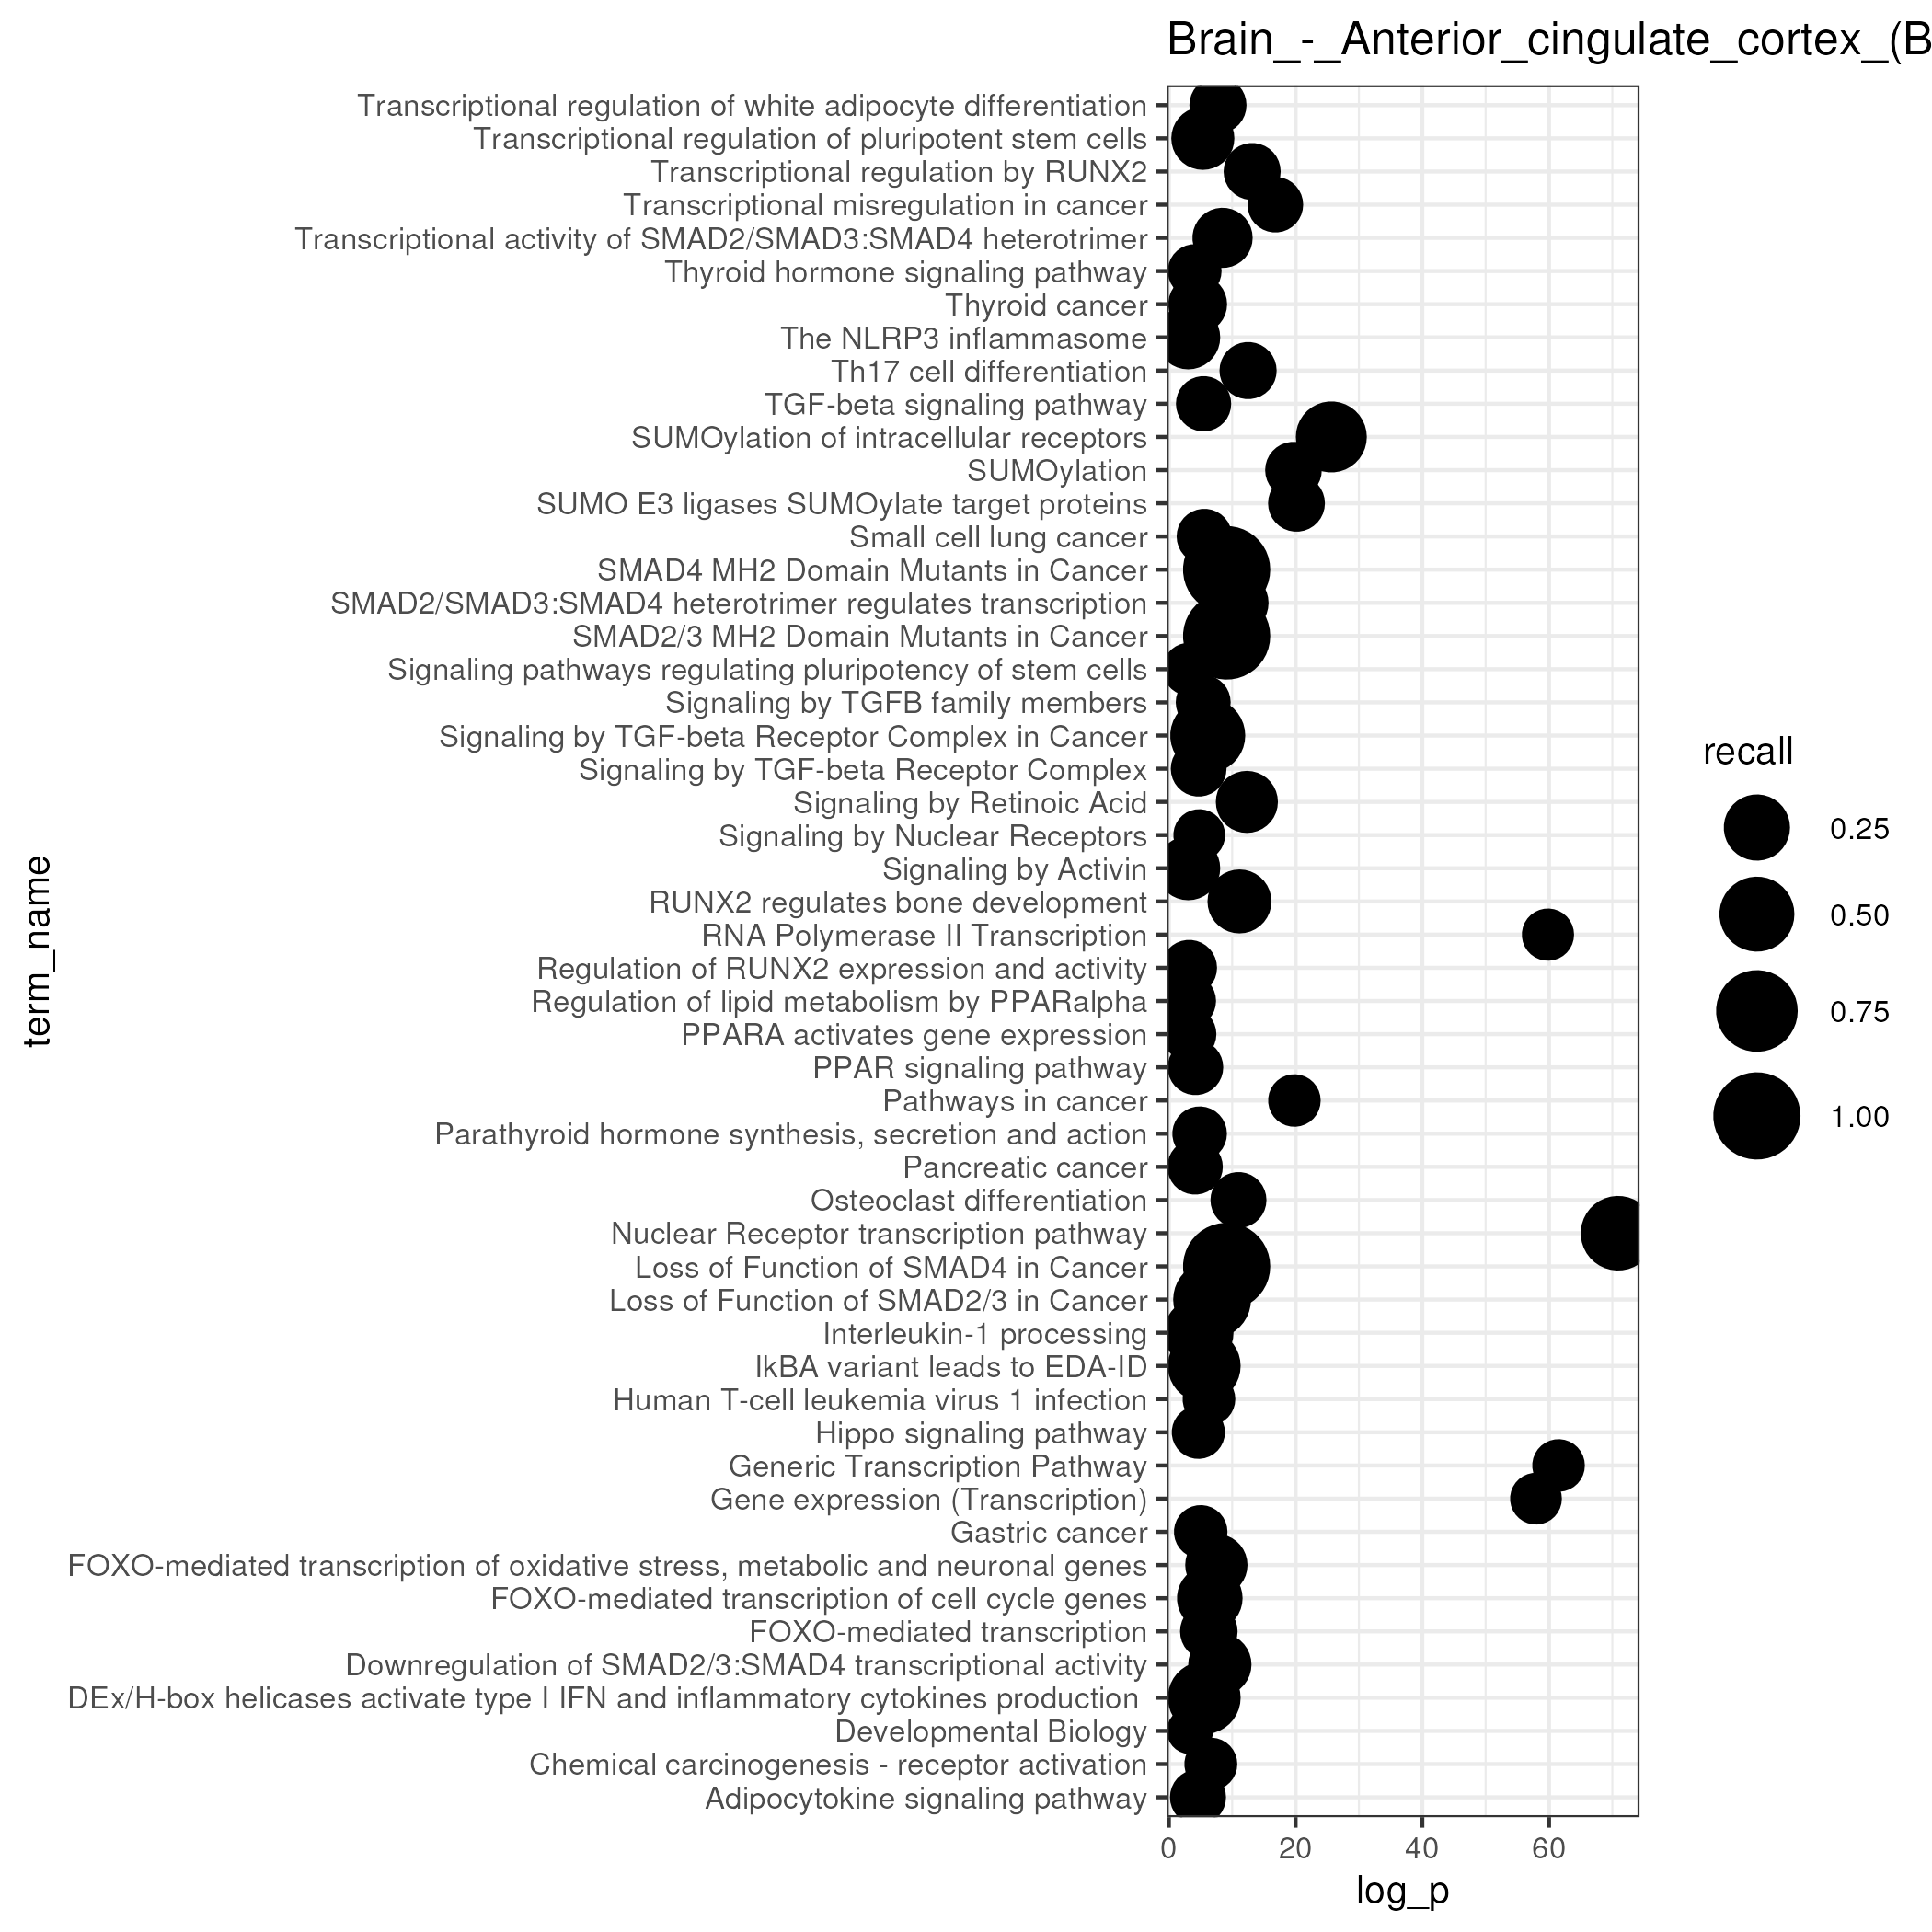 Brain_-_Anterior_cingulate_cortex_(B
Transcriptional regulation of white adipocyte differentiation
Transcriptional regulation of pluripotent stem cells
Transcriptional regulation by RUNX2
Transcriptional misregulation in cancer
Transcriptional activity of SMAD2/SMAD3:SMAD4 heterotrimer
Thyroid hormone signaling pathway
Thyroid cancer
The NLRP3 inflammasome
Th17 cell differentiation
TGF-beta signaling pathway
SUMOylation of intracellular receptors
SUMOylation
SUMO E3 ligases SUMOylate target proteins
Small cell lung cancer
SMAD4 MH2 Domain Mutants in Cancer
SMAD2/SMAD3:SMAD4 heterotrimer regulates transcription
SMAD2/3 MH2 Domain Mutants in Cancer
Signaling pathways regulating pluripotency of stem cells
Signaling by TGFB family members
Signaling by TGF-beta Receptor Complex in Cancer
Signaling by TGF-beta Receptor Complex
Signaling by Retinoic Acid
Signaling by Nuclear Receptors
Signaling by Activin
RUNX2 regulates bone development
RNA Polymerase II Transcription
Regulation of RUNX2 expression and activity
Regulation of lipid metabolism by PPARalpha
PPARA activates gene expression
PPAR signaling pathway
Pathways in cancer
Parathyroid hormone synthesis, secretion and action
Pancreatic cancer
Osteoclast differentiation
Nuclear Receptor transcription pathway
Loss of Function of SMAD4 in Cancer
Loss of Function of SMAD2/3 in Cancer
Interleukin-1 processing
IkBA variant leads to EDA-ID
Human T-cell leukemia virus 1 infection
Hippo signaling pathway
Generic Transcription Pathway
Gene expression (Transcription)
Gastric cancer
FOXO-mediated transcription of oxidative stress, metabolic and neuronal genes
FOXO-mediated transcription of cell cycle genes
FOXO-mediated transcription
Downregulation of SMAD2/3:SMAD4 transcriptional activity
DEx/H-box helicases activate type I IFN and inflammatory cytokines production
Developmental Biology
Chemical carcinogenesis - receptor activation
Adipocytokine signaling pathway
term_name
0 20 40 60
log_p
recall
0.25
0.50
0.75
1.00